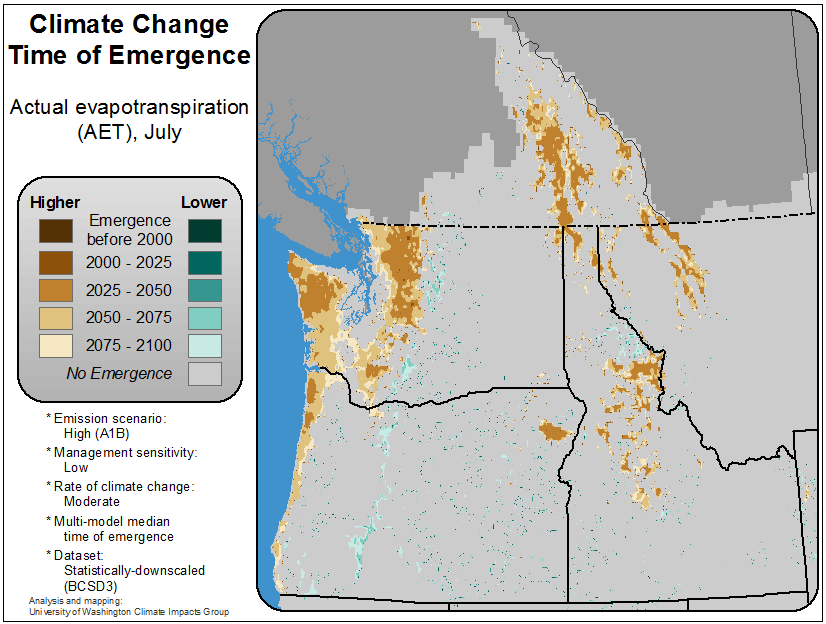 Climate Change
Time of Emergence
Actual evapotranspiration
(AET), July
Higher Lower
Emergence
before 2000
2000 - 2025
2025 - 2050
2050 - 2075
2075 - 2100
No Emergence
* Emission scenario:
High (A1B)
* Management sensitivity:
Low
* Rate of climate change:
Moderate
* Multi-model median
time of emergence
* Dataset:
Statistically-downscaled
(BCSD3)
Analysis and mapping:
University of Washington Climate Impacts Group